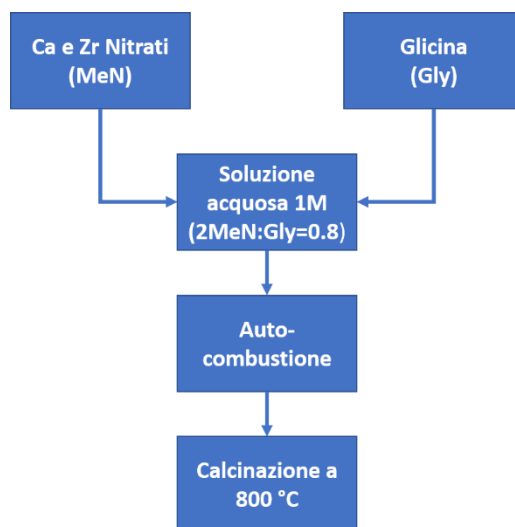 Ca e Zr Nitrati
(MeN)
Glicina
(Gly)
Soluzione
acquosa 1M
(2MeN:Gly=0.8)
Auto-
combustione
Calcinazione a
800 °C